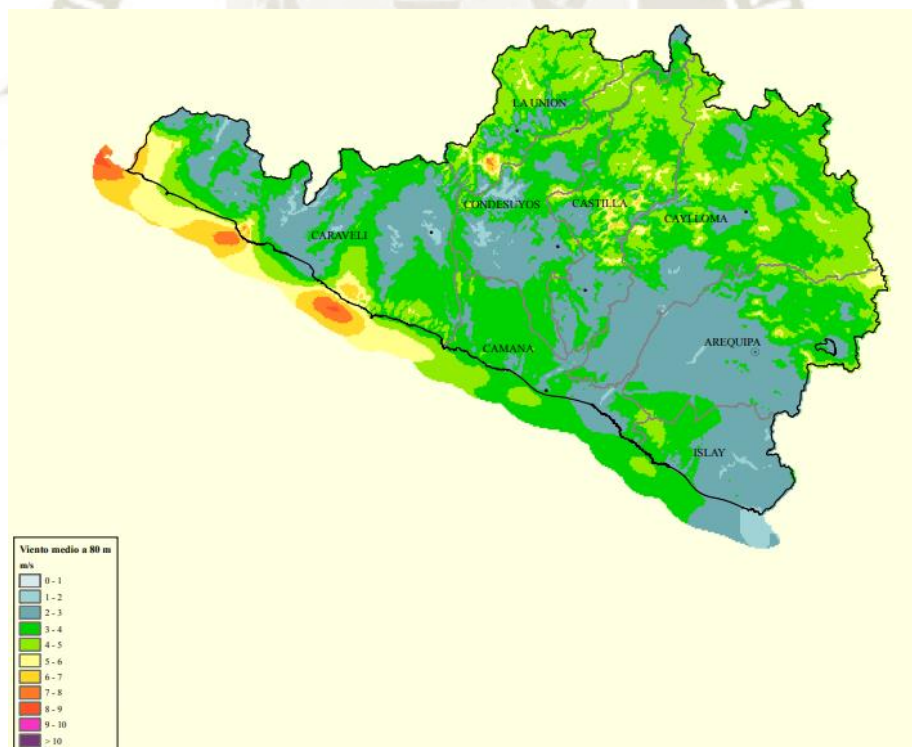 LA UNION
CONDESUYOS
CASTILLA
CAYLLOMA
CARAVELI
AREQUIPA
CAMANA
ISLAY
Viento medio a 80 m
m/s
0 - 1
1 - 2
2 - 3
3 - 4
4 - 5
5 - 6
6 - 7
7 - 8
8 - 9
9 - 10
> 10